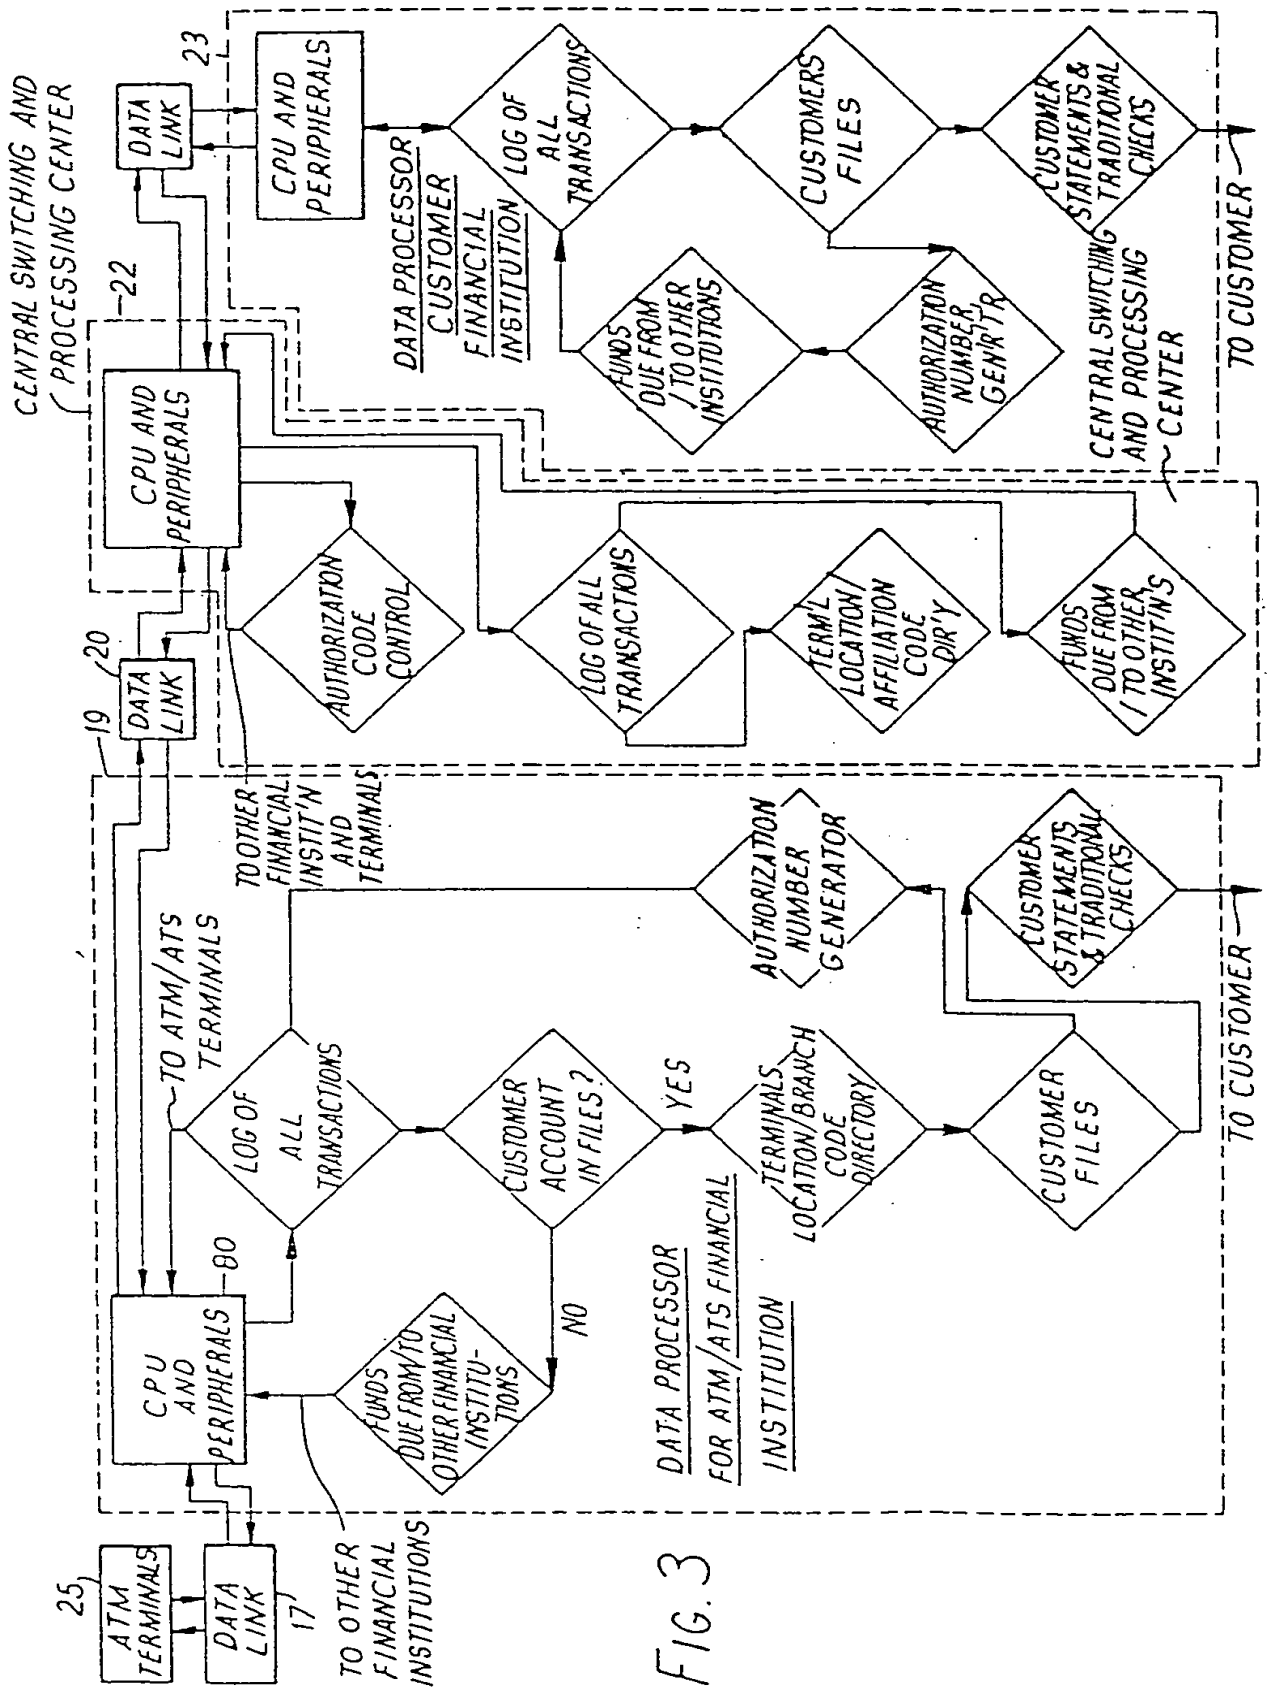 25
ATM
TERMINALS
DATA
LINK
17
TO OTHER
FINANCIAL
INSTITUTIONS
CPU
AND
PERIPHERALS
80
TO ATM/ATS
TERMINALS
LOG OF
ALL
TRANSACTIONS
FUNDS
DUE FROM/TO
OTHER FINANCIAL
INSTITU-
TIONS
CUSTOMER
ACCOUNT
IN FILES?
NO
YES
TERMINALS
LOCATION/BRANCH
CODE
DIRECTORY
AUTHORIZATION
NUMBER
GENERATOR
CUSTOMER
FILES
CUSTOMER
STATEMENTS
& TRADITIONAL
CHECKS
TO CUSTOMER
DATA PROCESSOR
FOR ATM/ATS FINANCIAL
INSTITUTION
19
20
DATA
LINK
TO OTHER
FINANCIAL
INSTIT'N
AND
TERMINALS
CENTRAL SWITCHING AND
PROCESSING CENTER
22
CPU AND
PERIPHERALS
AUTHORIZATION
CODE
CONTROL
LOG OF ALL
TRANSACTIONS
TERM'L
LOCATION/
AFFILIATION
CODE
DIR'Y
FUNDS
DUE FROM
/ TO OTHER
INSTIT'N'S
CENTRAL SWITCHING
AND PROCESSING
CENTER
DATA
LINK
23
CPU AND
PERIPHERALS
DATA PROCESSOR
CUSTOMER
FINANCIAL
INSTITUTION
LOG OF
ALL
TRANSACTIONS
FUNDS
DUE FROM
/ TO OTHER
INSTITUTIONS
CUSTOMERS
FILES
AUTHORIZATION
NUMBER
GENR'TR
CUSTOMER
STATEMENTS &
TRADITIONAL
CHECKS
TO CUSTOMER
FIG. 3